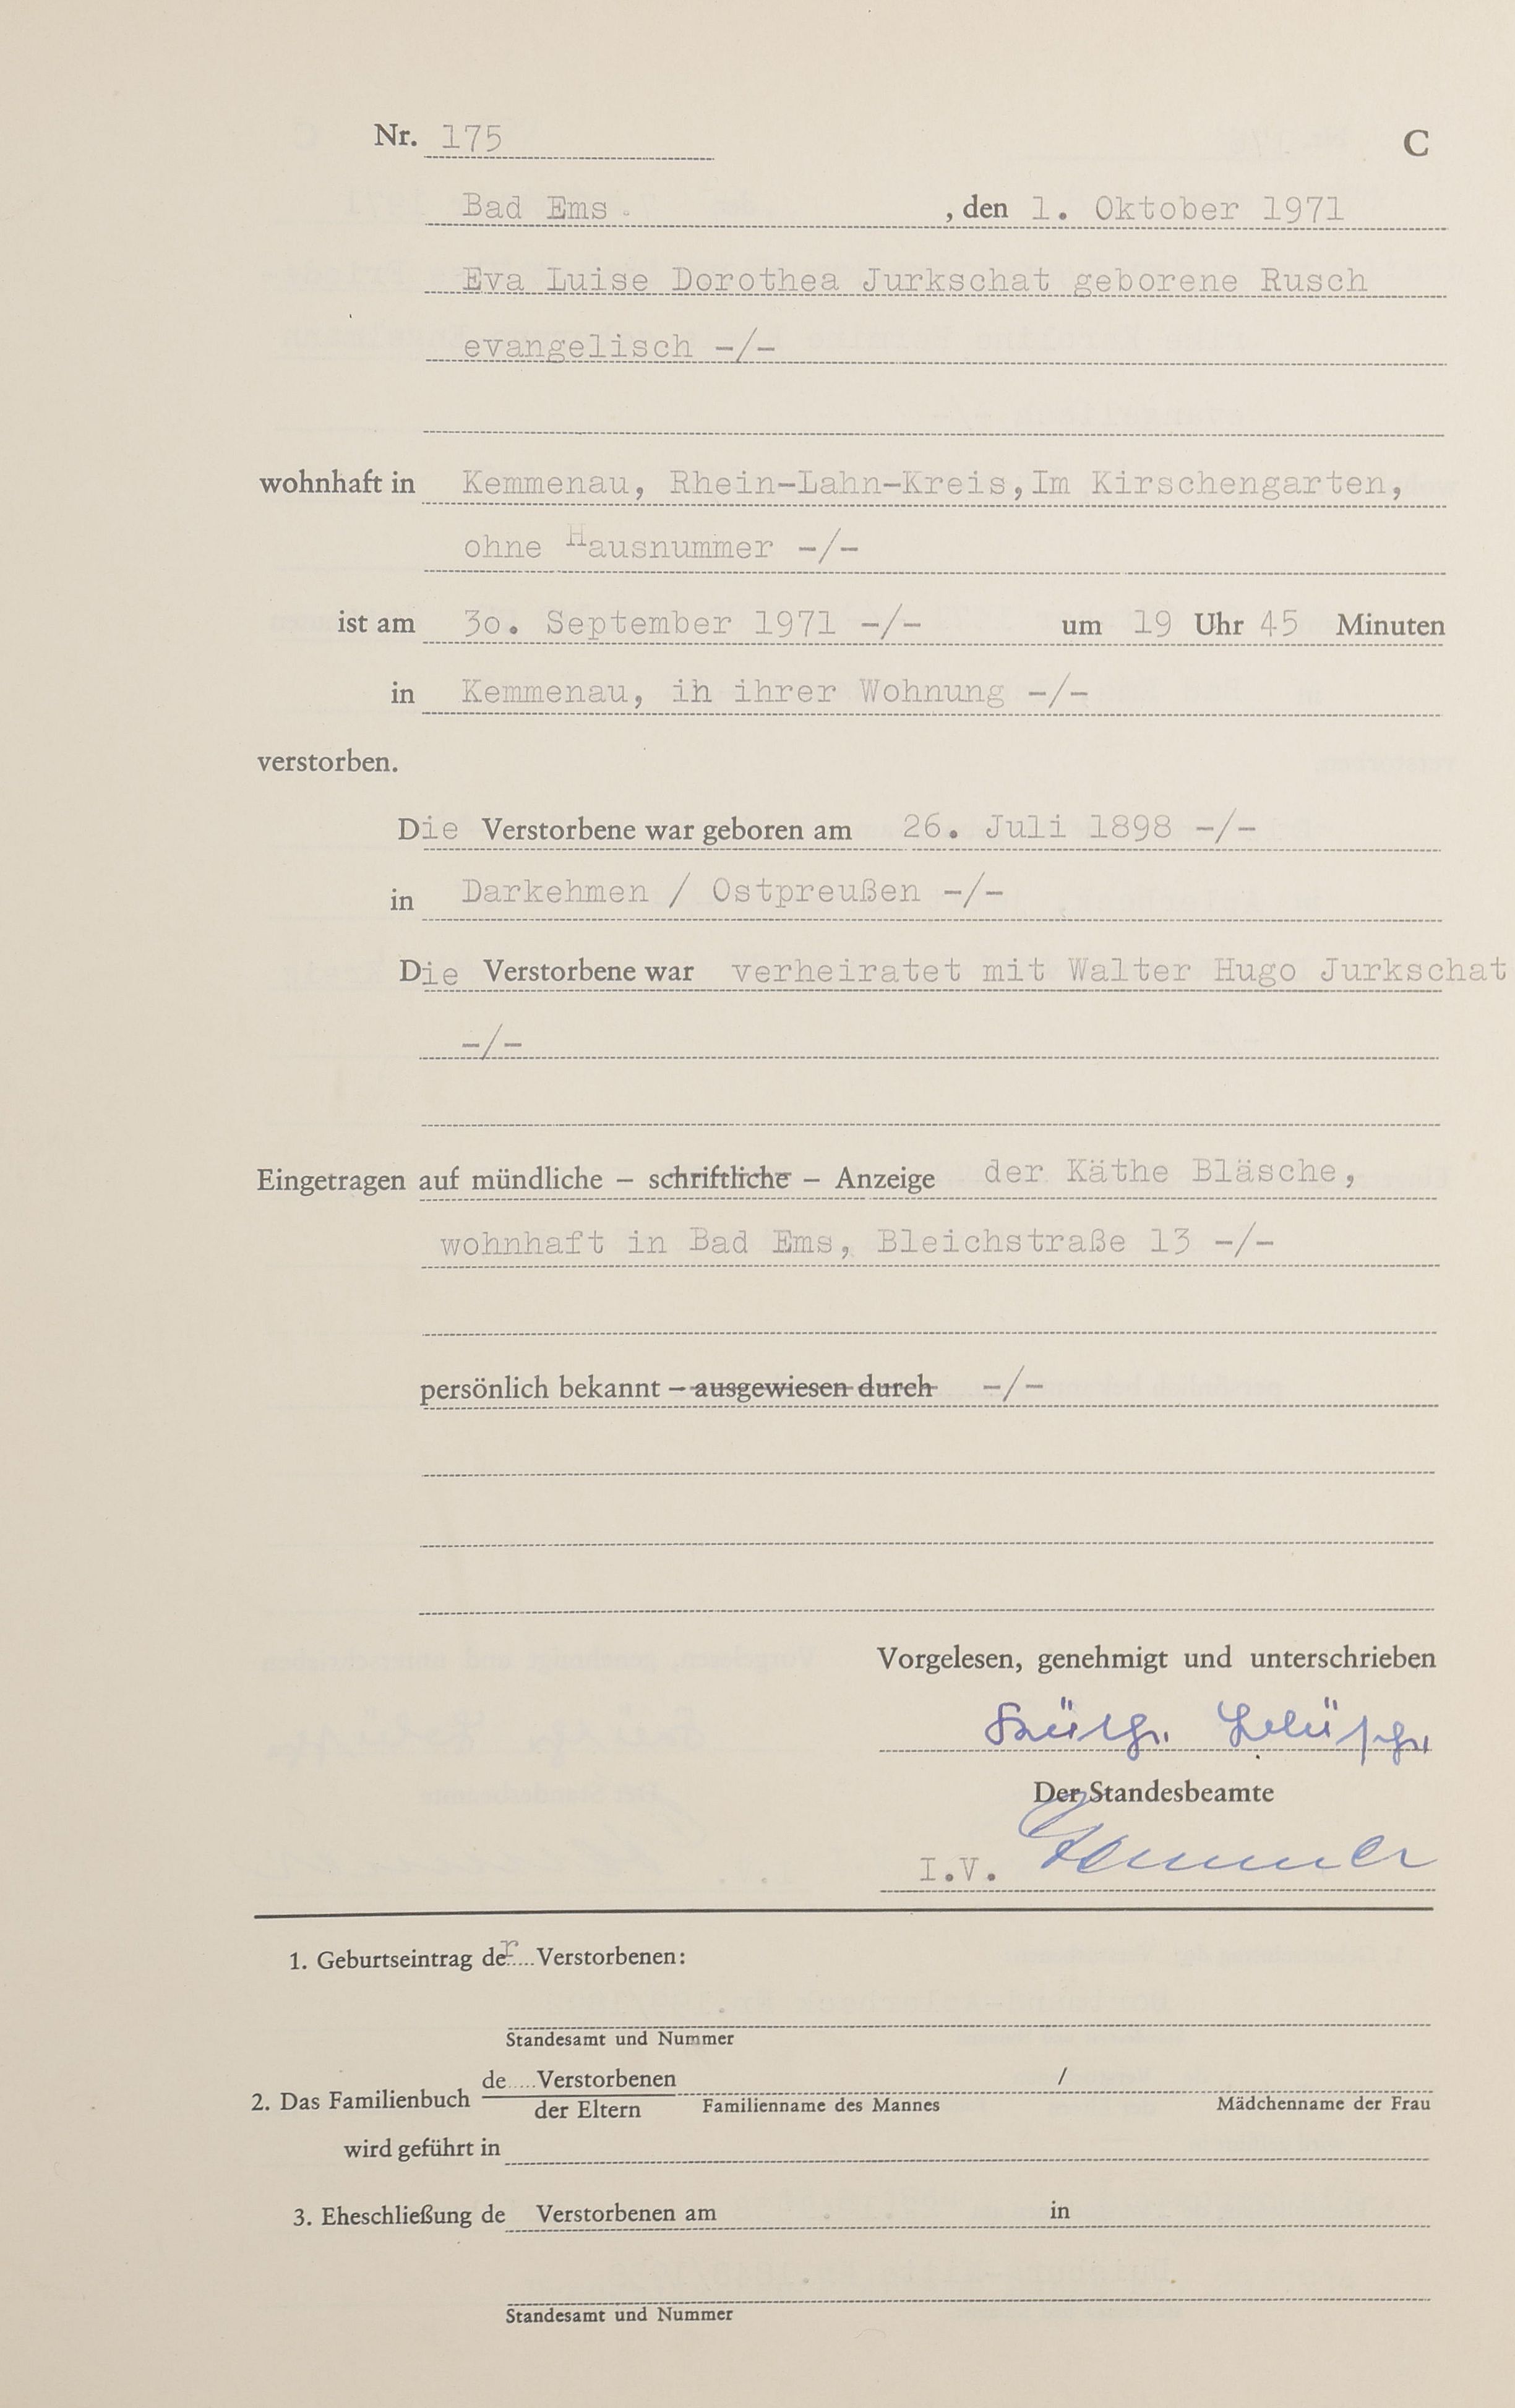 Nr. 175
C
Bad Ems , den 1. Oktober 1971
Eva Luise Dorothea Jurkschat geborene Rusch
evangelisch -/-
wohnhaft in Kemmenau, Rhein-Lahn-Kreis, Im Kirschengarten,
ohne Hausnummer -/-
ist am 3o. September 1971 -/- um 19 Uhr 45 Minuten
in Kemmenau, in ihrer Wohnung -/-
verstorben.
Die Verstorbene war geboren am 26. Juli 1898 -/-
in Darkehmen / Ostpreußen -/-
Die Verstorbene war verheiratet mit Walter Hugo Jurkschat
-/-
Eingetragen auf mündliche – schriftliche – Anzeige der Käthe Bläsche,
wohnhaft in Bad Ems, Bleichstraße 13 -/-
persönlich bekannt – ausgewiesen durch -/-
Vorgelesen, genehmigt und unterschrieben
Käthe Bläsche
Der Standesbeamte
I.V.
1. Geburtseintrag der Verstorbenen:
Standesamt und Nummer
de.....Verstorbenen /
2. Das Familienbuch der Eltern Familienname des Mannes Mädchenname der Frau
wird geführt in
3. Eheschließung de Verstorbenen am in
Standesamt und Nummer